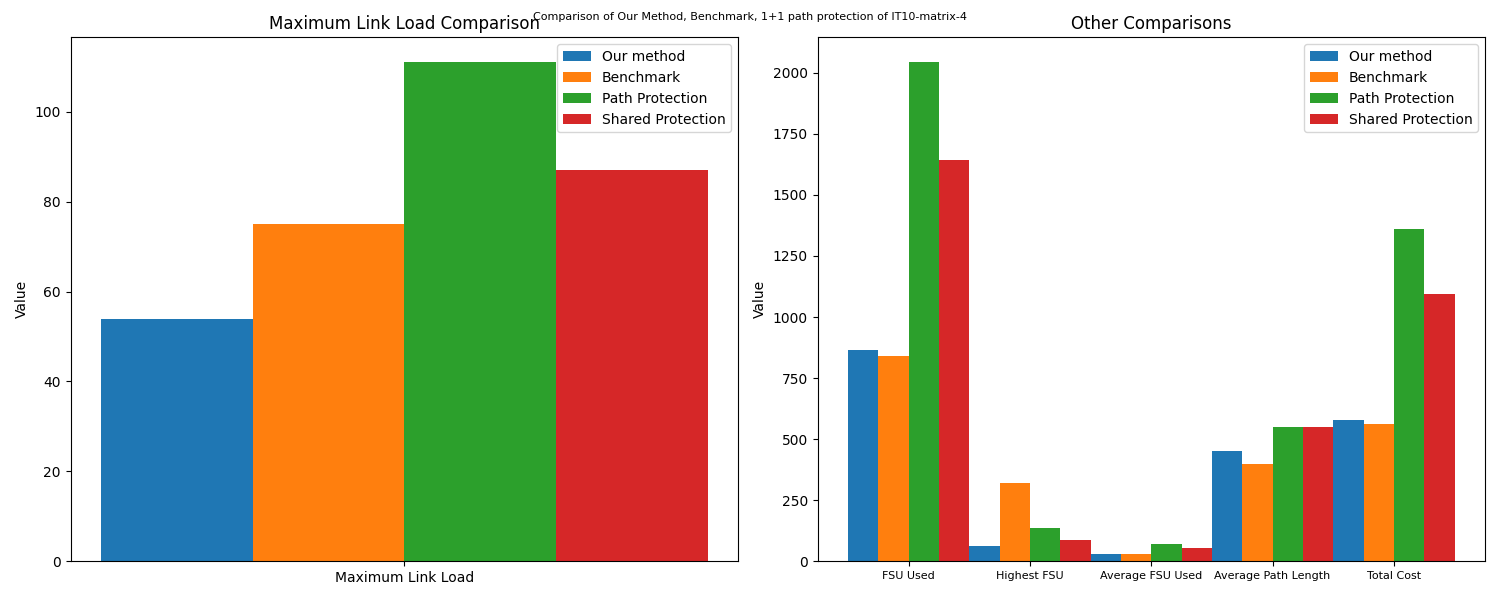 Comparison of Our Method, Benchmark, 1+1 path protection of IT10-matrix-4
Maximum Link Load Comparison
Our method
Benchmark
Path Protection
Shared Protection
Value
100
80
60
40
20
0
Maximum Link Load
Other Comparisons
Our method
Benchmark
Path Protection
Shared Protection
Value
2000
1750
1500
1250
1000
750
500
250
0
FSU Used
Highest FSU
Average FSU Used
Average Path Length
Total Cost